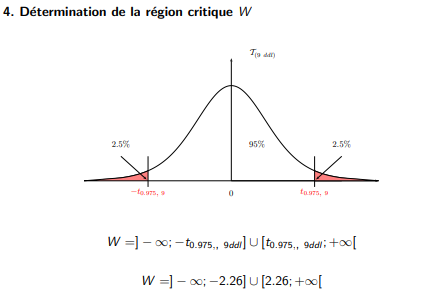 4. Détermination de la région critique W
T(9 ddl)
2.5% 95% 2.5%
−t0.975, 9 0 t0.975, 9
W =] − ∞; −t0.975., 9ddl] ∪ [t0.975., 9ddl; +∞[
W =] − ∞; −2.26] ∪ [2.26; +∞[